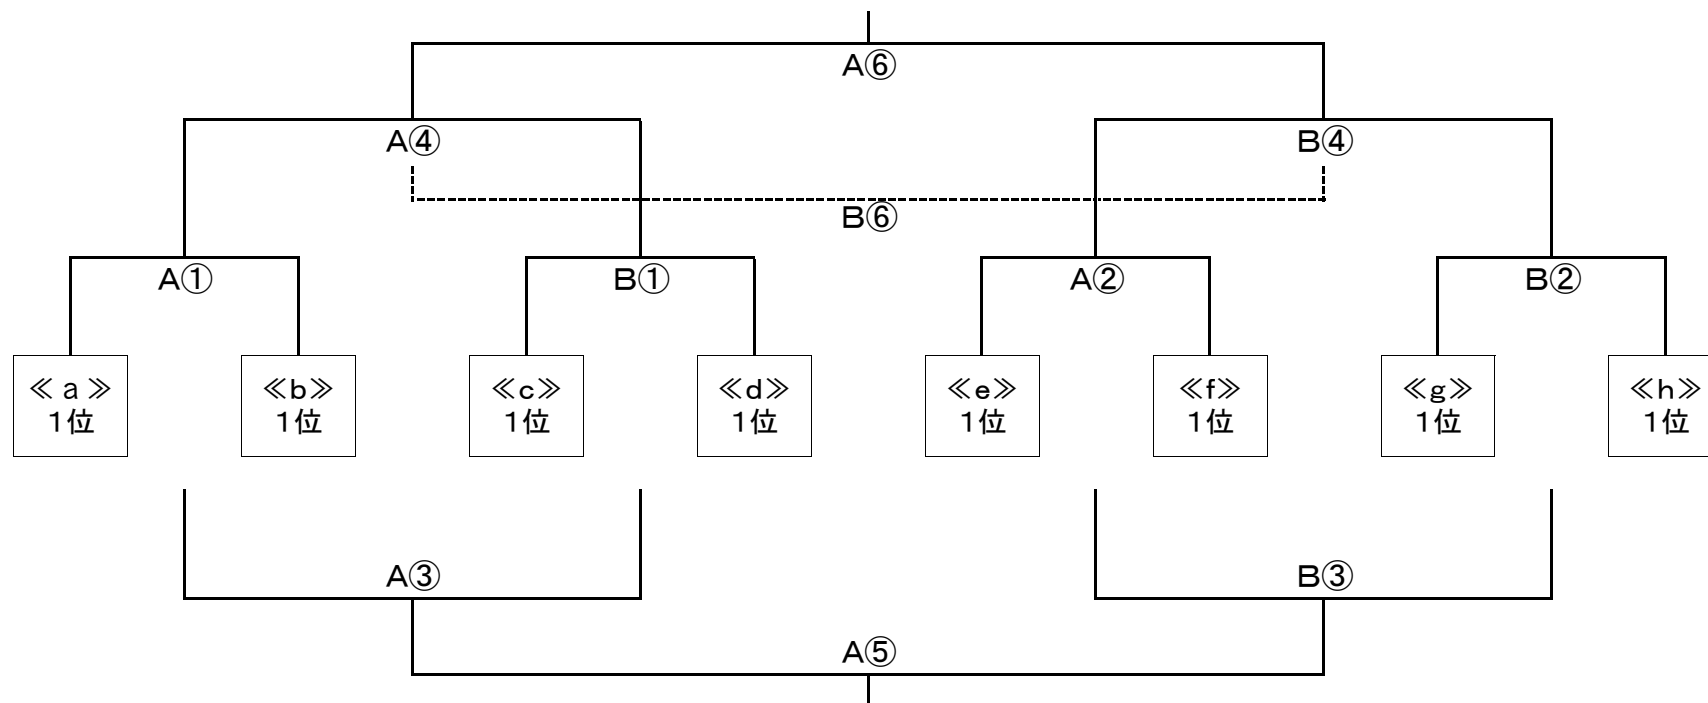 A⑥
A④
B④
B⑥
A①
B①
A②
B②
≪ａ≫
1位
≪b≫
1位
≪c≫
1位
≪d≫
1位
≪e≫
1位
≪f≫
1位
≪g≫
1位
≪h≫
1位
A③
B③
A⑤